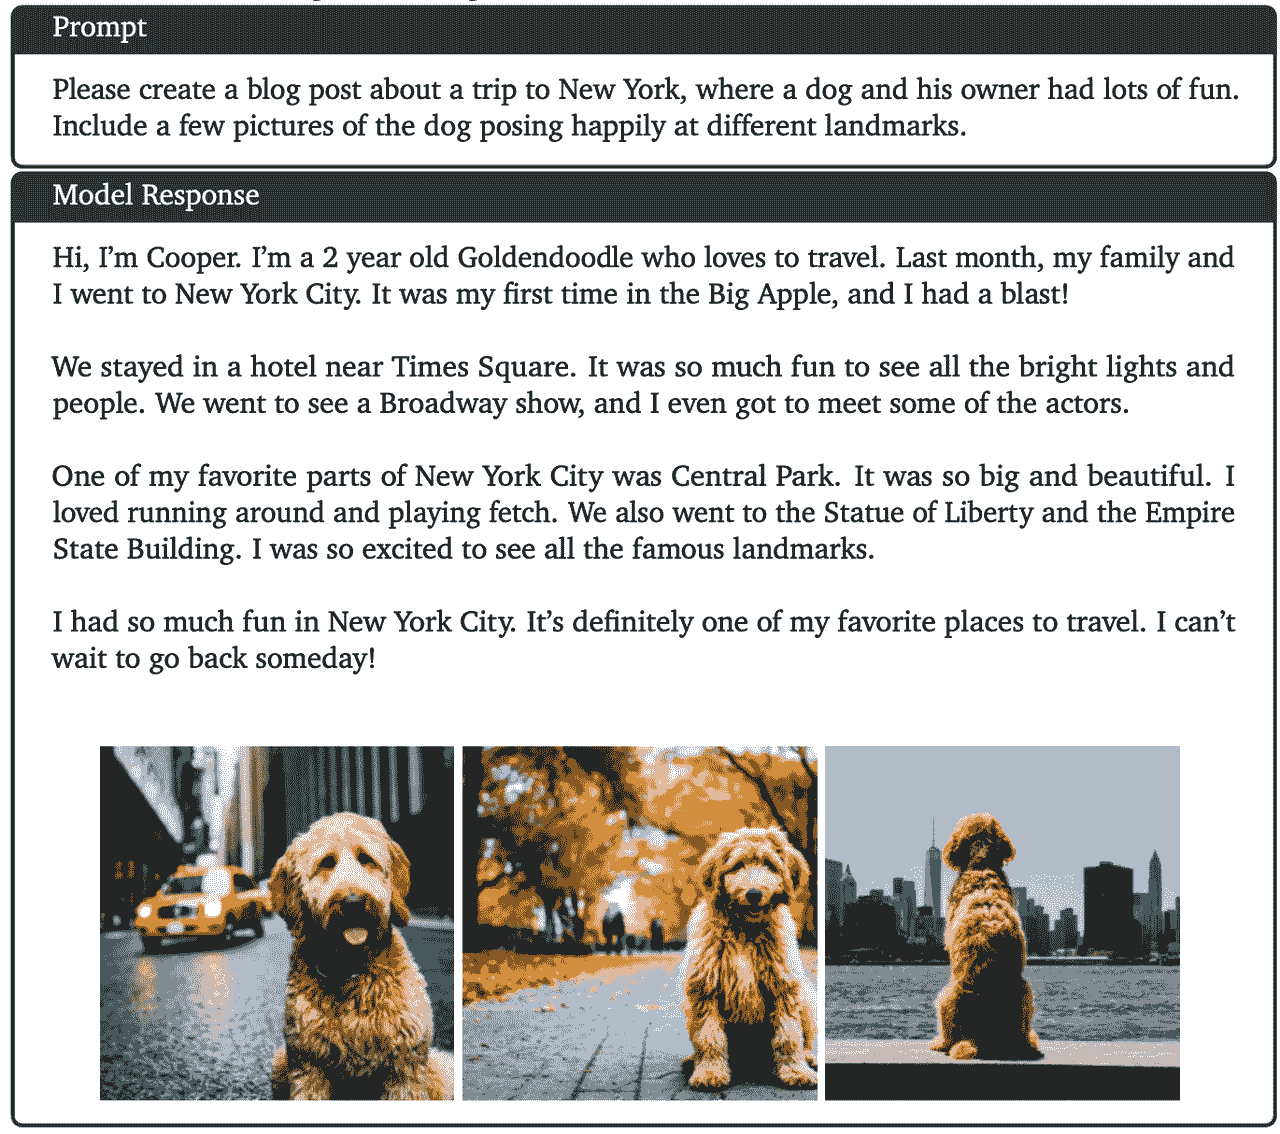 Prompt
Please create a blog post about a trip to New York, where a dog and his owner had lots of fun.
Include a few pictures of the dog posing happily at different landmarks.
Model Response
Hi, I’m Cooper. I’m a 2 year old Goldendoodle who loves to travel. Last month, my family and
I went to New York City. It was my first time in the Big Apple, and I had a blast!
We stayed in a hotel near Times Square. It was so much fun to see all the bright lights and
people. We went to see a Broadway show, and I even got to meet some of the actors.
One of my favorite parts of New York City was Central Park. It was so big and beautiful. I
loved running around and playing fetch. We also went to the Statue of Liberty and the Empire
State Building. I was so excited to see all the famous landmarks.
I had so much fun in New York City. It’s definitely one of my favorite places to travel. I can’t
wait to go back someday!